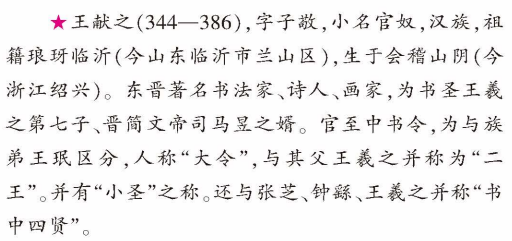 ★王献之(344—386),字子敬,小名官奴,汉族,祖
籍琅玡临沂(今山东临沂市兰山区),生于会稽山阴(今
浙江绍兴)。东晋著名书法家、诗人、画家,为书圣王羲
之第七子、晋简文帝司马昱之婿。官至中书令,为与族
弟王珉区分,人称“大令”,与其父王羲之并称为“二
王”。并有“小圣”之称。还与张芝、钟繇、王羲之并称“书
中四贤”。